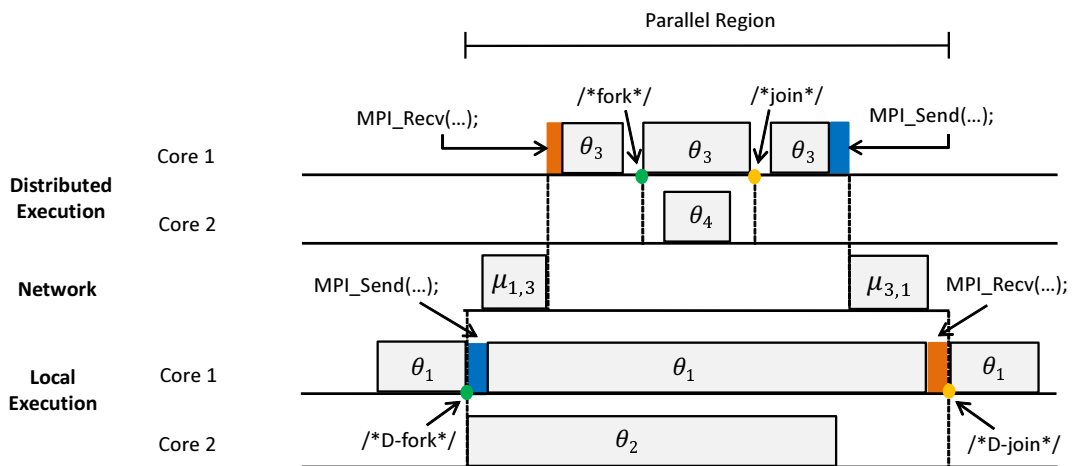 Parallel Region
/*fork*/
/*join*/
MPI_Recv(...);
MPI_Send(...);
Core 1
θ3
θ3
θ3
Distributed
Execution
Core 2
θ4
Network
MPI_Send(...);
μ1,3
μ3,1
MPI_Recv(...);
Local
Execution
Core 1
θ1
θ1
θ1
/*D-fork*/
/*D-join*/
Core 2
θ2